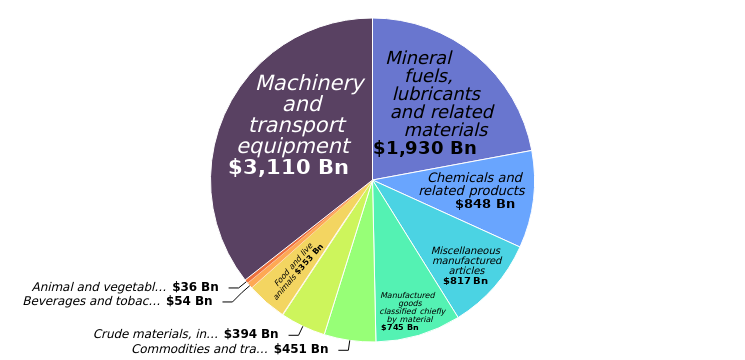 Machinery
and
transport
equipment
$3,110 Bn
Mineral
fuels,
lubricants
and related
materials
$1,930 Bn
Chemicals and
related products
$848 Bn
Miscellaneous
manufactured
articles
$817 Bn
Manufactured
goods
classified chiefly
by material
$745 Bn
Food and live
animals $353 Bn
Animal and vegetabl… $36 Bn
Beverages and tobac… $54 Bn
Crude materials, in… $394 Bn
Commodities and tra… $451 Bn